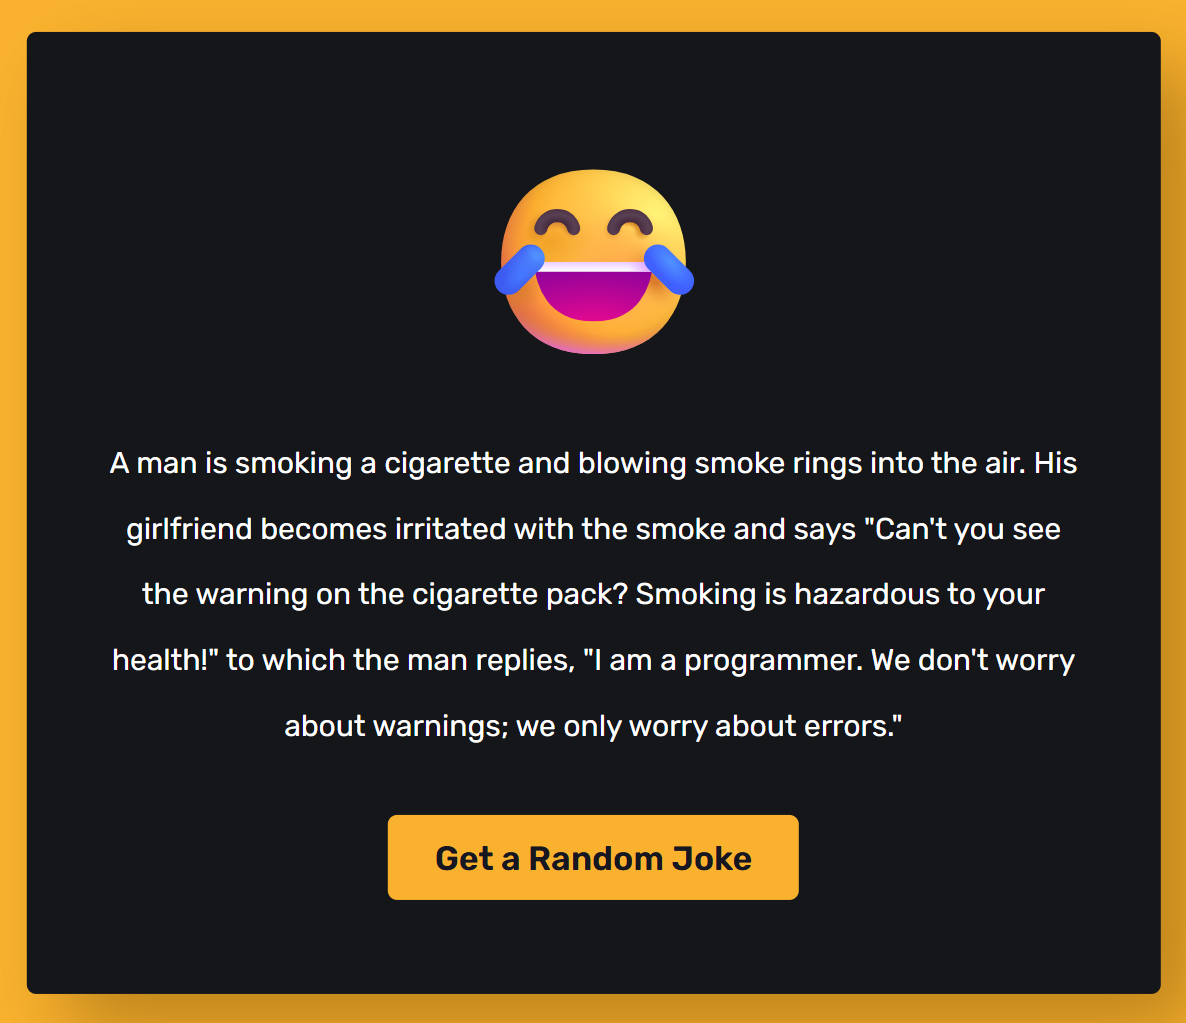 A man is smoking a cigarette and blowing smoke rings into the air. His
girlfriend becomes irritated with the smoke and says "Can't you see
the warning on the cigarette pack? Smoking is hazardous to your
health!" to which the man replies, "I am a programmer. We don't worry
about warnings; we only worry about errors."
Get a Random Joke